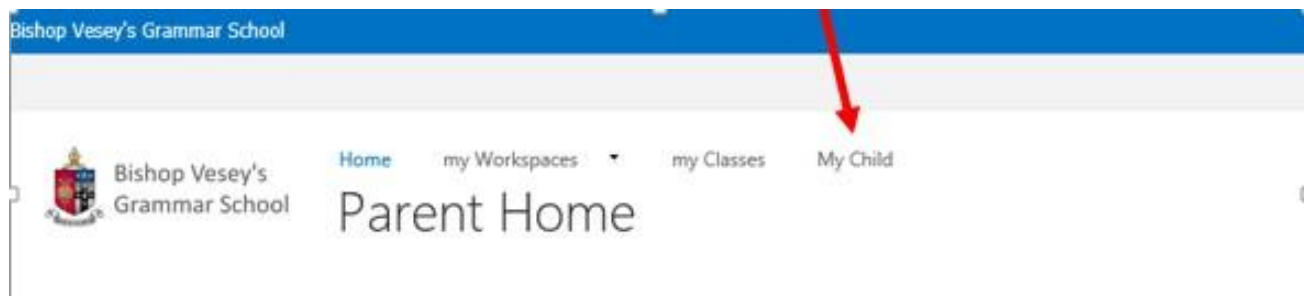 Bishop Vesey's Grammar School
Bishop Vesey's
Grammar School
Home my Workspaces my Classes My Child
Parent Home